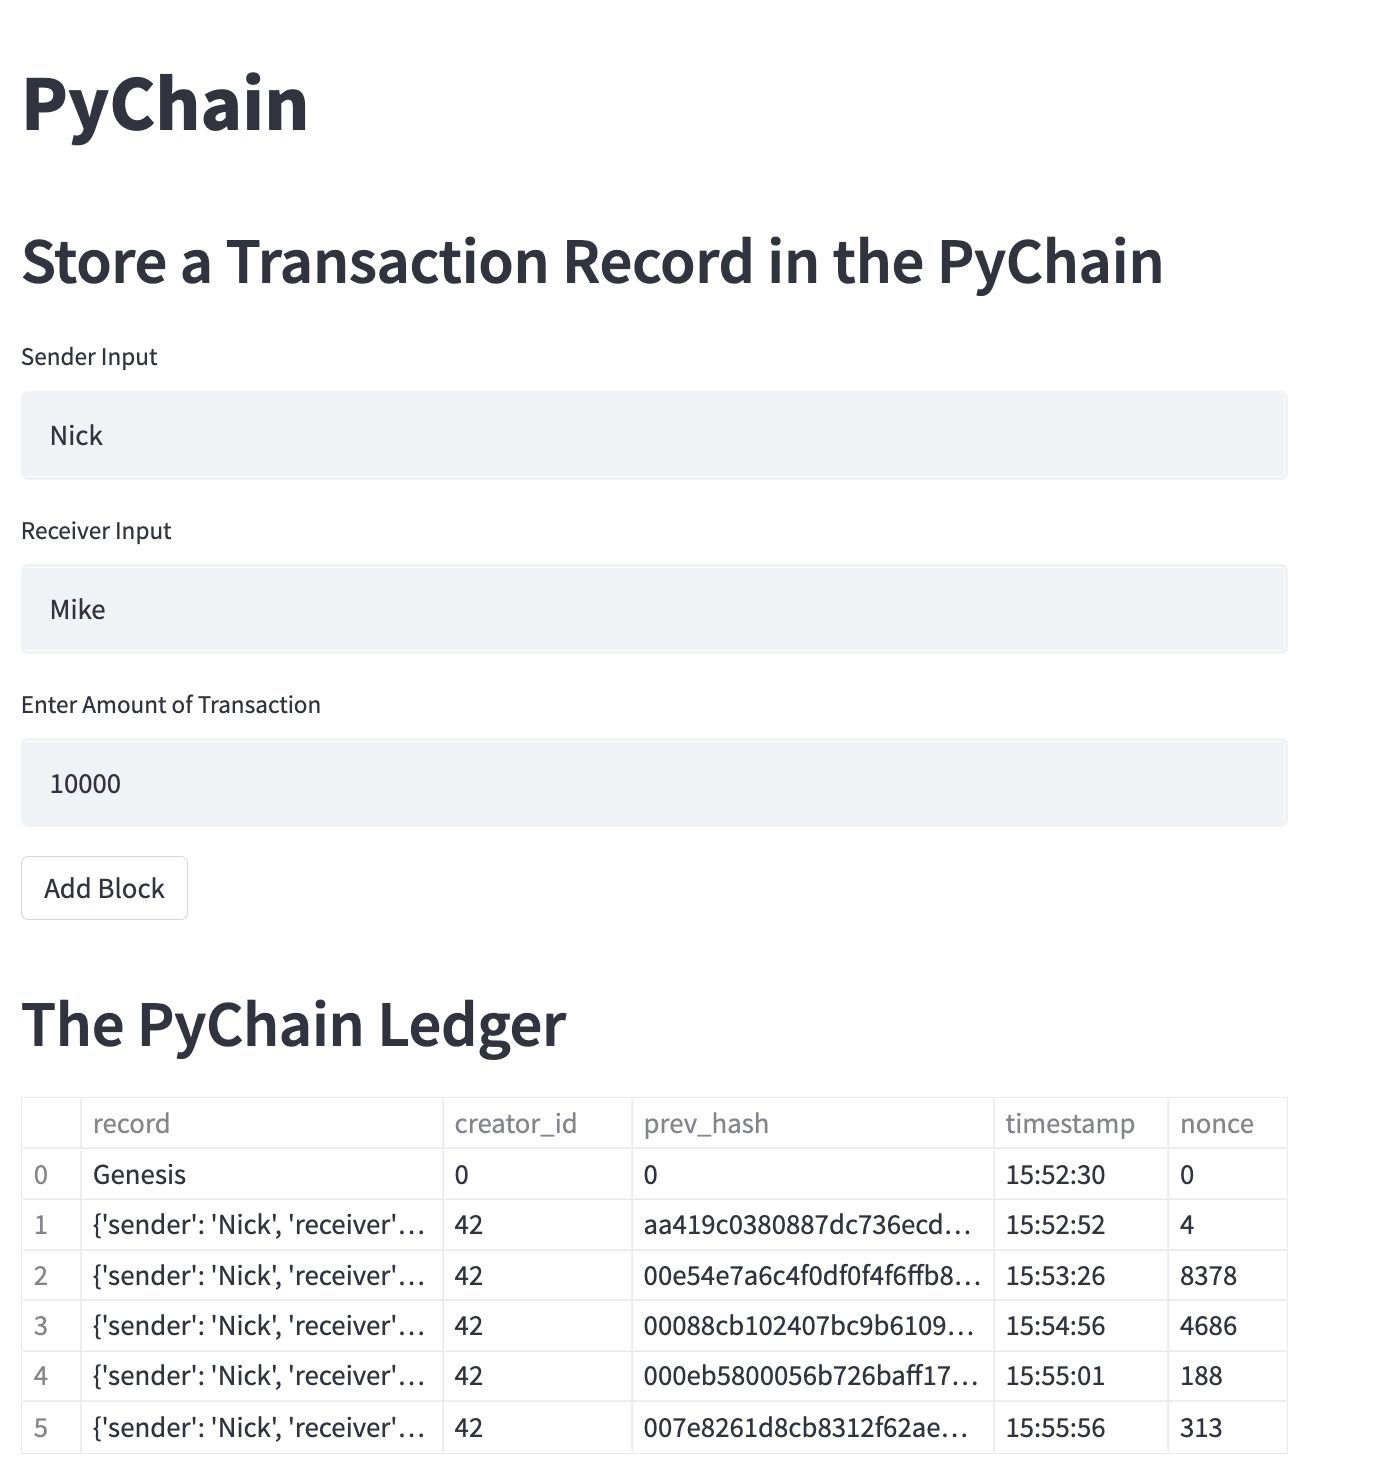 PyChain
Store a Transaction Record in the PyChain
Sender Input
Nick
Receiver Input
Mike
Enter Amount of Transaction
10000
Add Block
The PyChain Ledger
record creator_id prev_hash timestamp nonce
0 Genesis 0 0 15:52:30 0
1 {'sender': 'Nick', 'receiver'... 42 aa419c0380887dc736ecd... 15:52:52 4
2 {'sender': 'Nick', 'receiver'... 42 00e54e7a6c4f0df0f4f6ffb8... 15:53:26 8378
3 {'sender': 'Nick', 'receiver'... 42 00088cb102407bc9b6109... 15:54:56 4686
4 {'sender': 'Nick', 'receiver'... 42 000eb5800056b726baff17... 15:55:01 188
5 {'sender': 'Nick', 'receiver'... 42 007e8261d8cb8312f62ae... 15:55:56 313